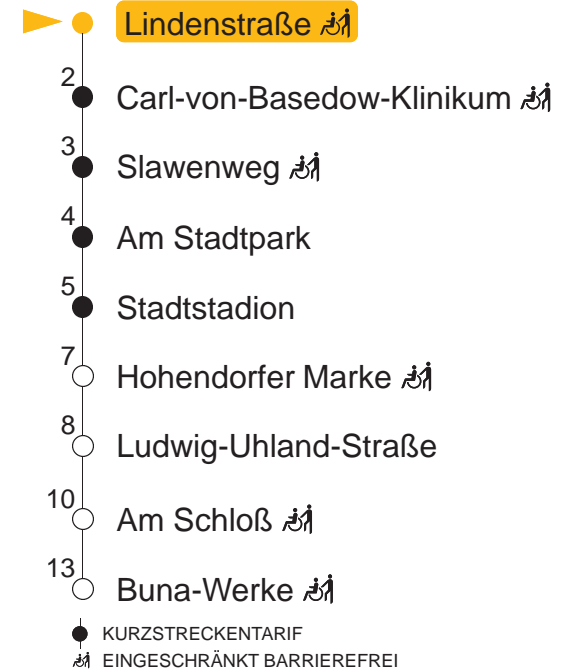 Lindenstraße
2
Carl-von-Basedow-Klinikum
3
Slawenweg
4
Am Stadtpark
5
Stadtstadion
7
Hohendorfer Marke
8
Ludwig-Uhland-Straße
10
Am Schloß
13
Buna-Werke
KURZSTRECKENTARIF
EINGESCHRÄNKT BARRIEREFREI